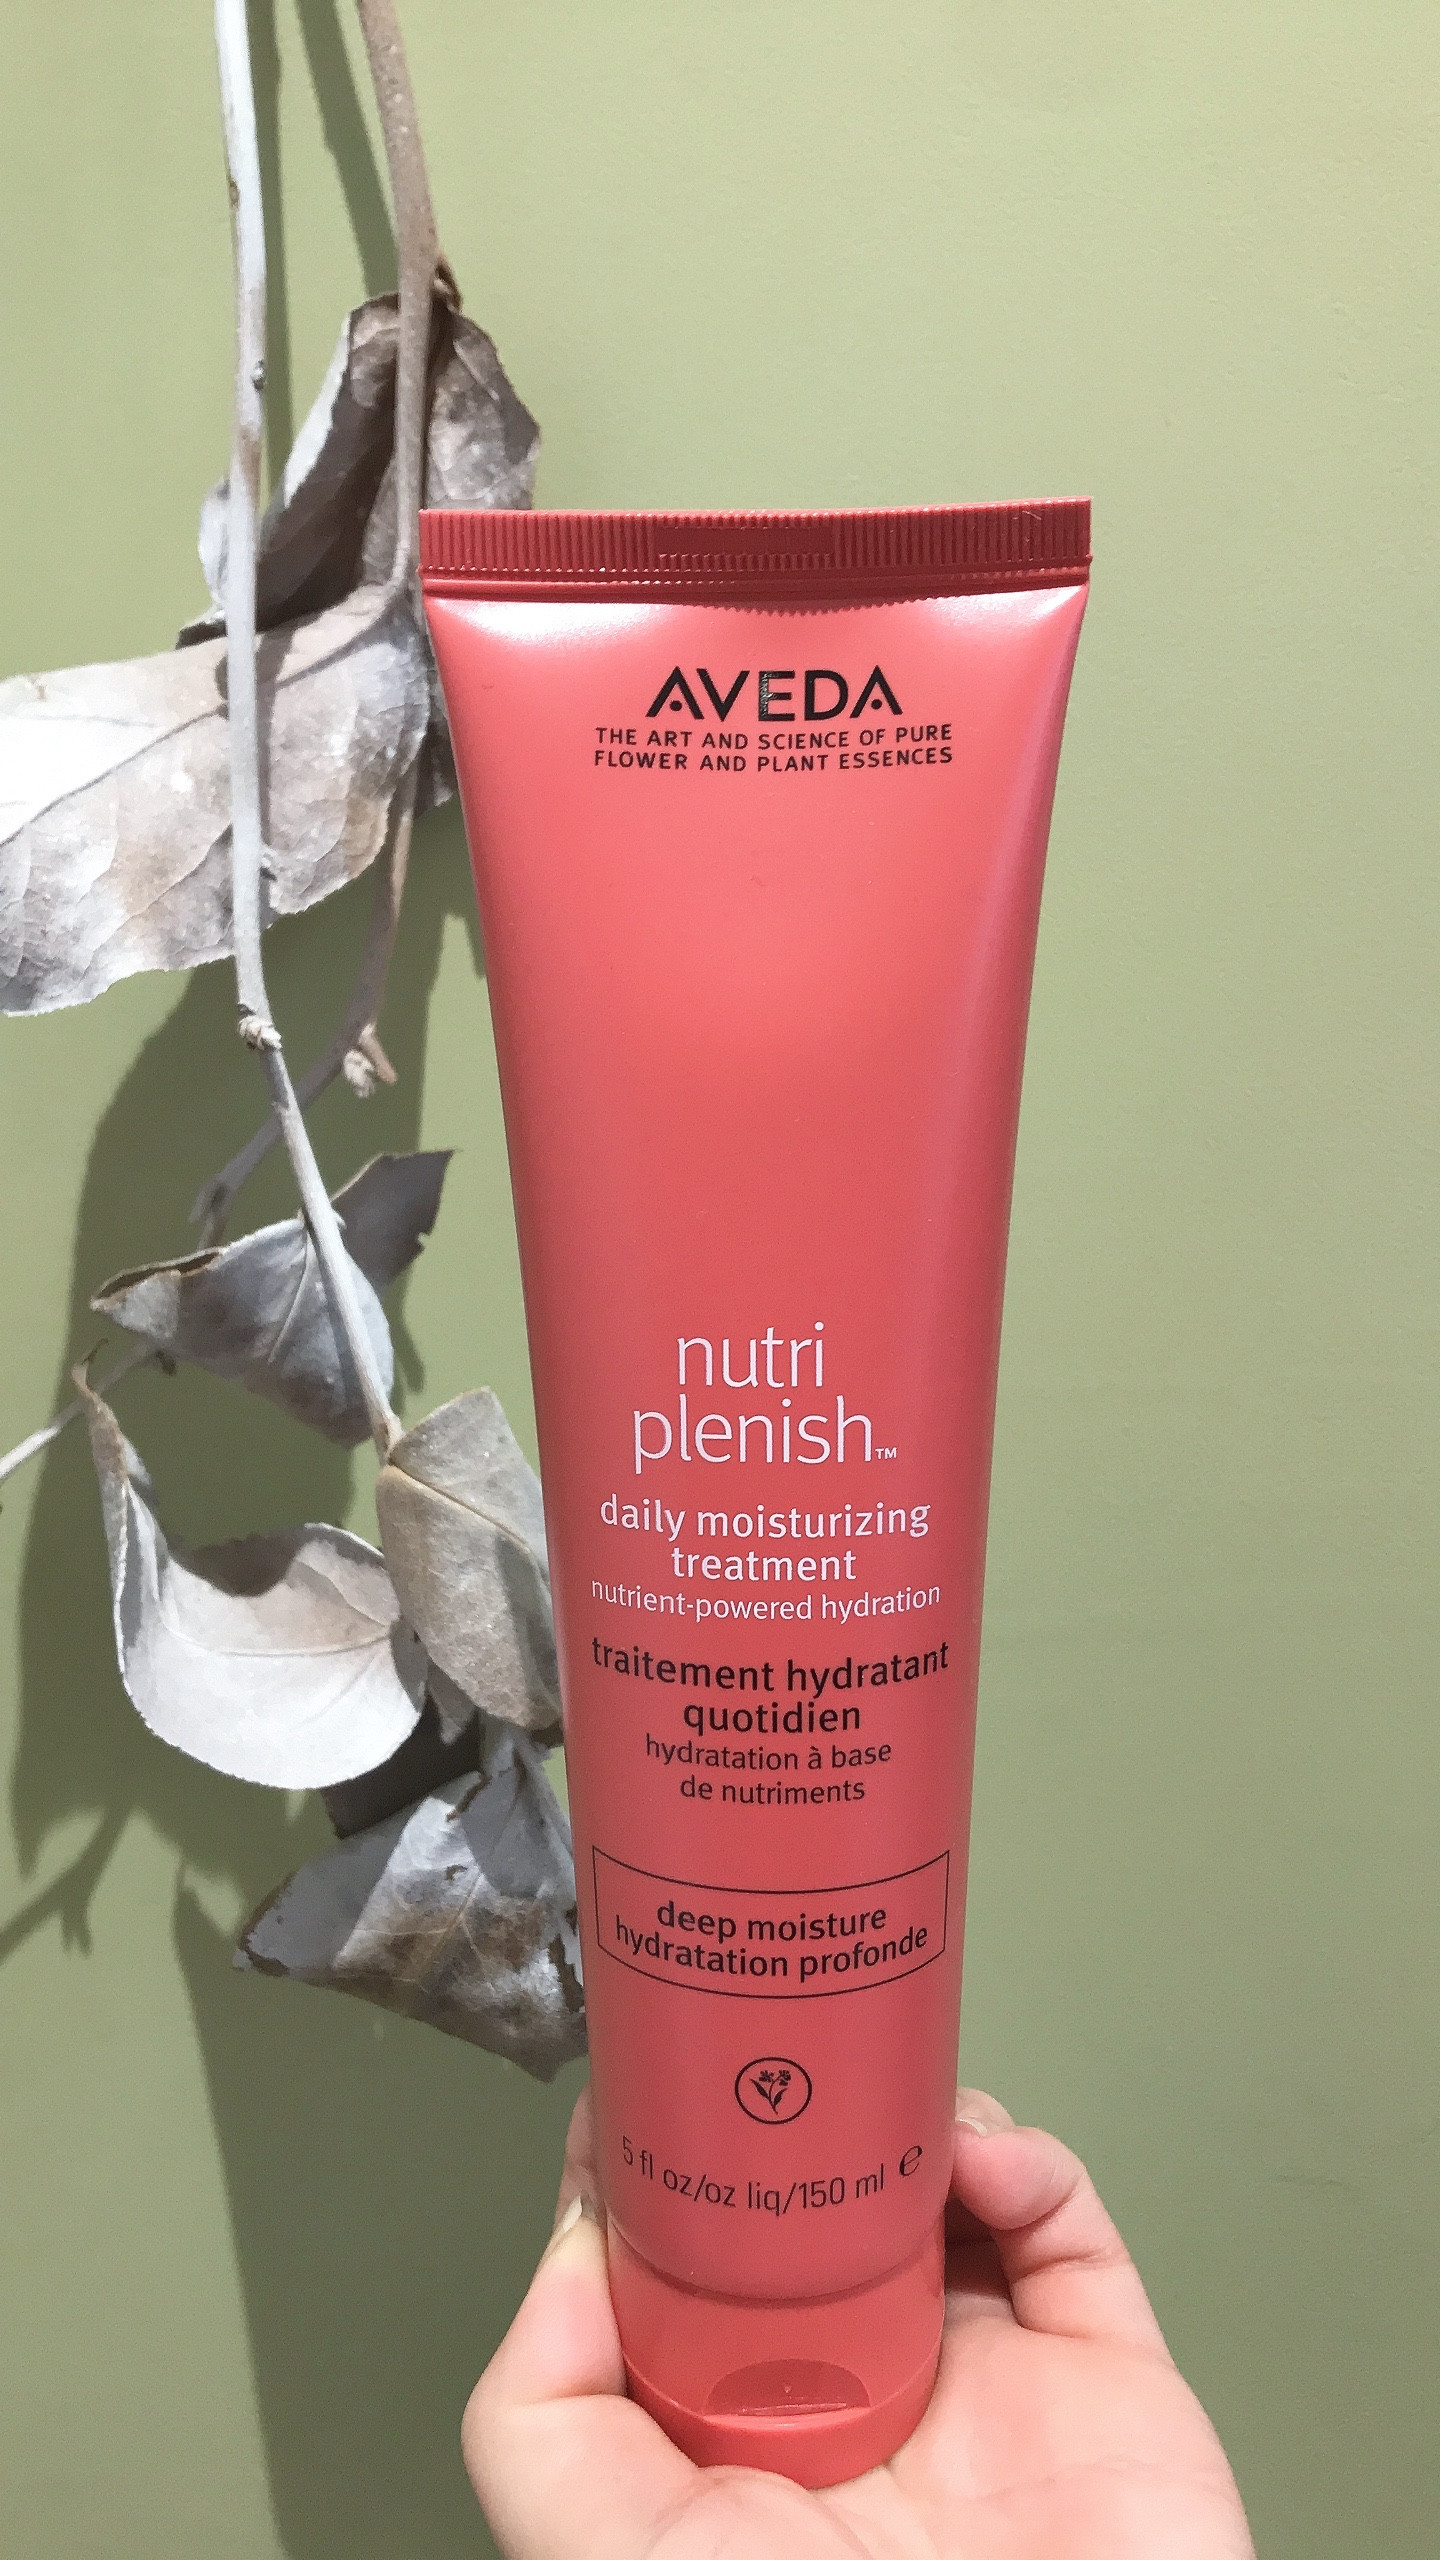 AVEDA
THE ART AND SCIENCE OF PURE
FLOWER AND PLANT ESSENCES
nutri
plenish™
daily moisturizing
treatment
nutrient-powered hydration
traitement hydratant
quotidien
hydratation à base
de nutriments
deep moisture
hydratation profonde
5 fl oz/oz liq/150 ml ℮